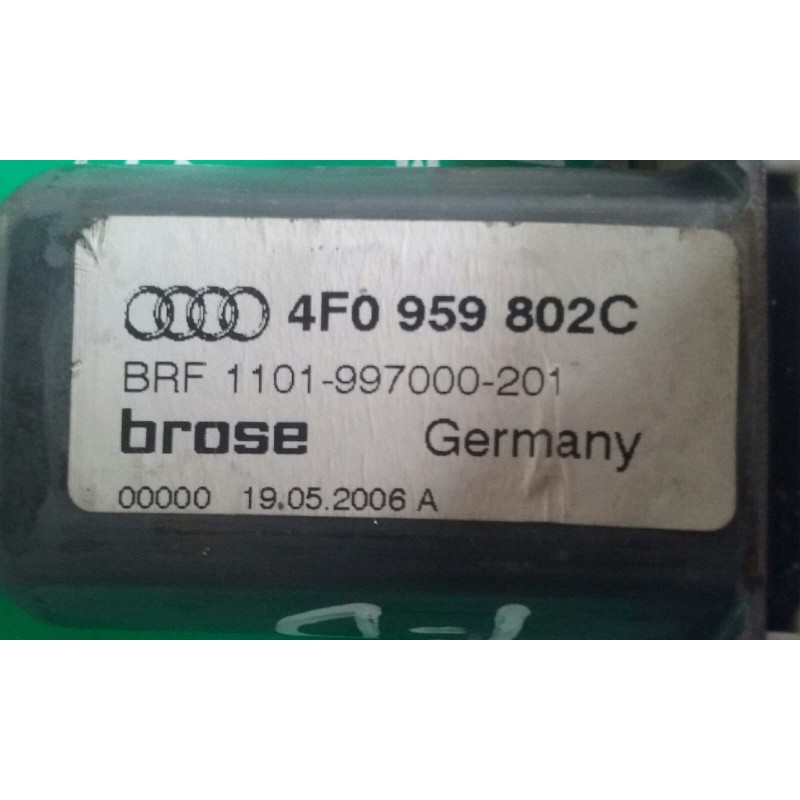 4F0 959 802C
BRF 1101-997000-201
brose Germany
00000 19.05.2006 A